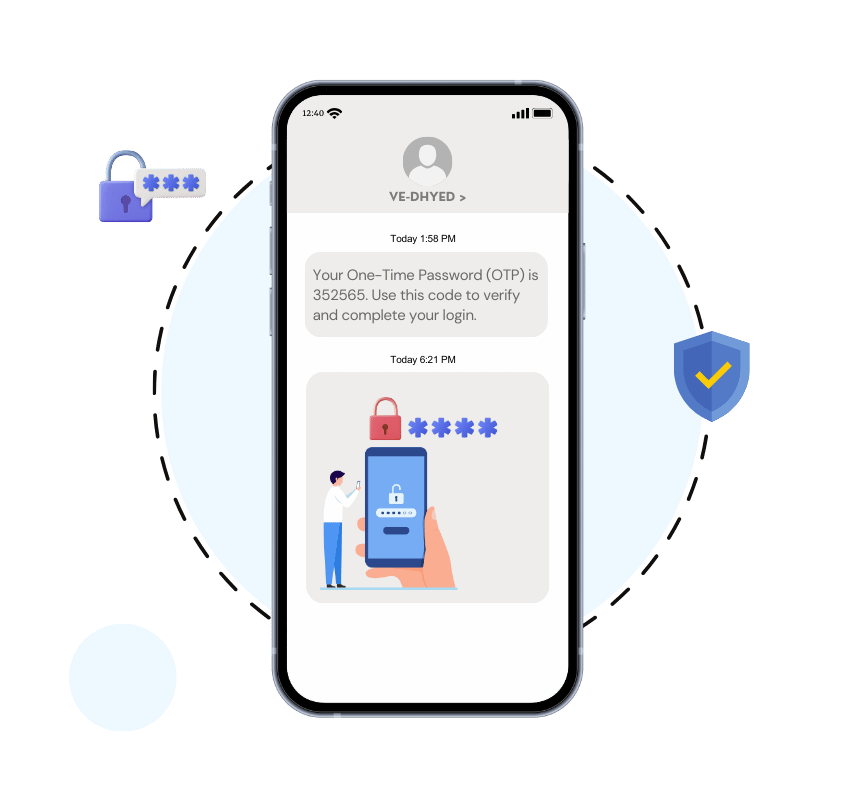 12:40
VE-DHYED >
Today 1:58 PM
Your One-Time Password (OTP) is
352565. Use this code to verify
and complete your login.
Today 6:21 PM